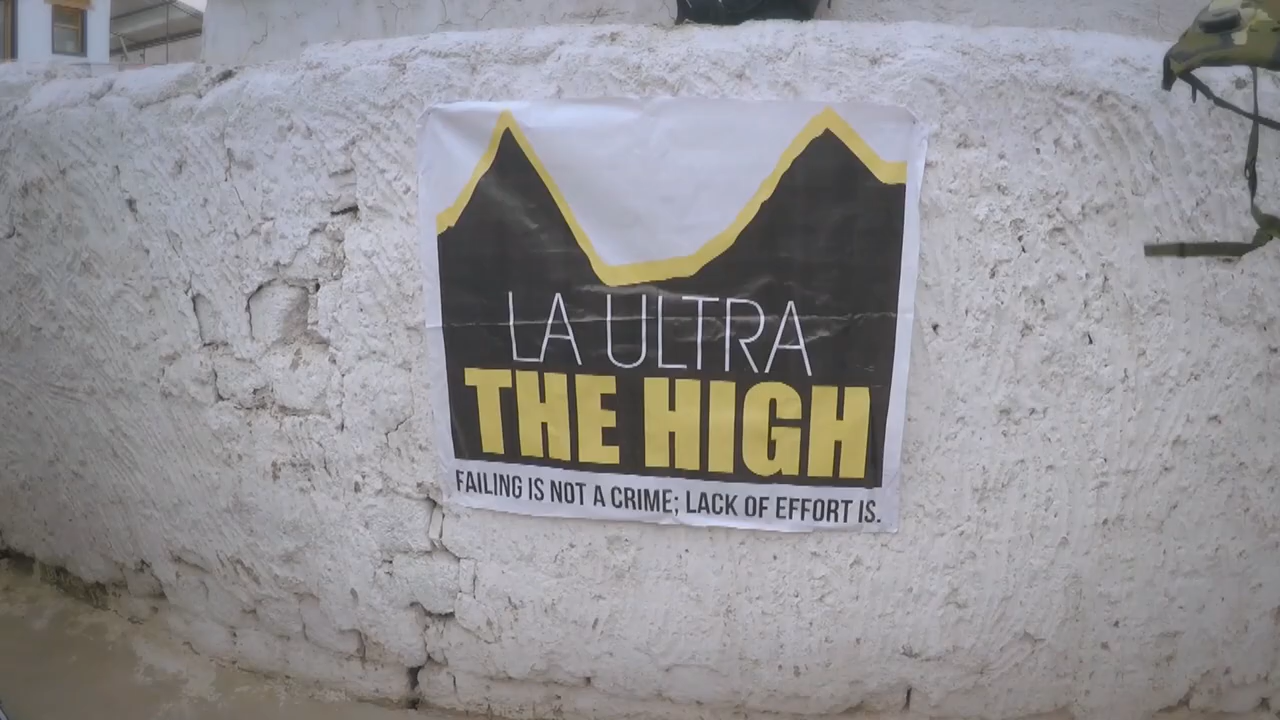 LA ULTRA
THE HIGH
FAILING IS NOT A CRIME; LACK OF EFFORT IS.